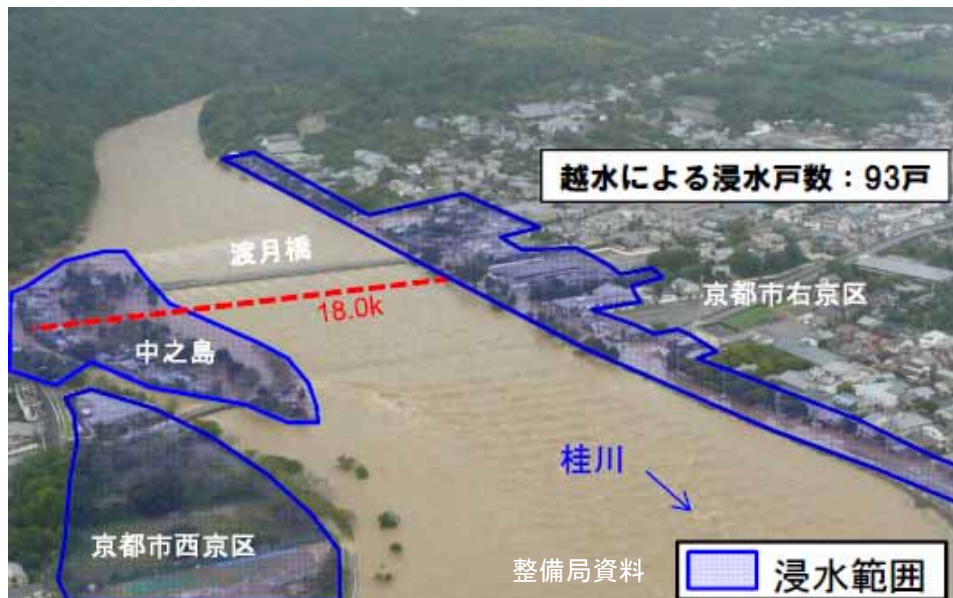 越水による浸水戸数：93戸
渡月橋
京都市右京区
18.0k
中之島
桂川
京都市西京区
整備局資料
浸水範囲